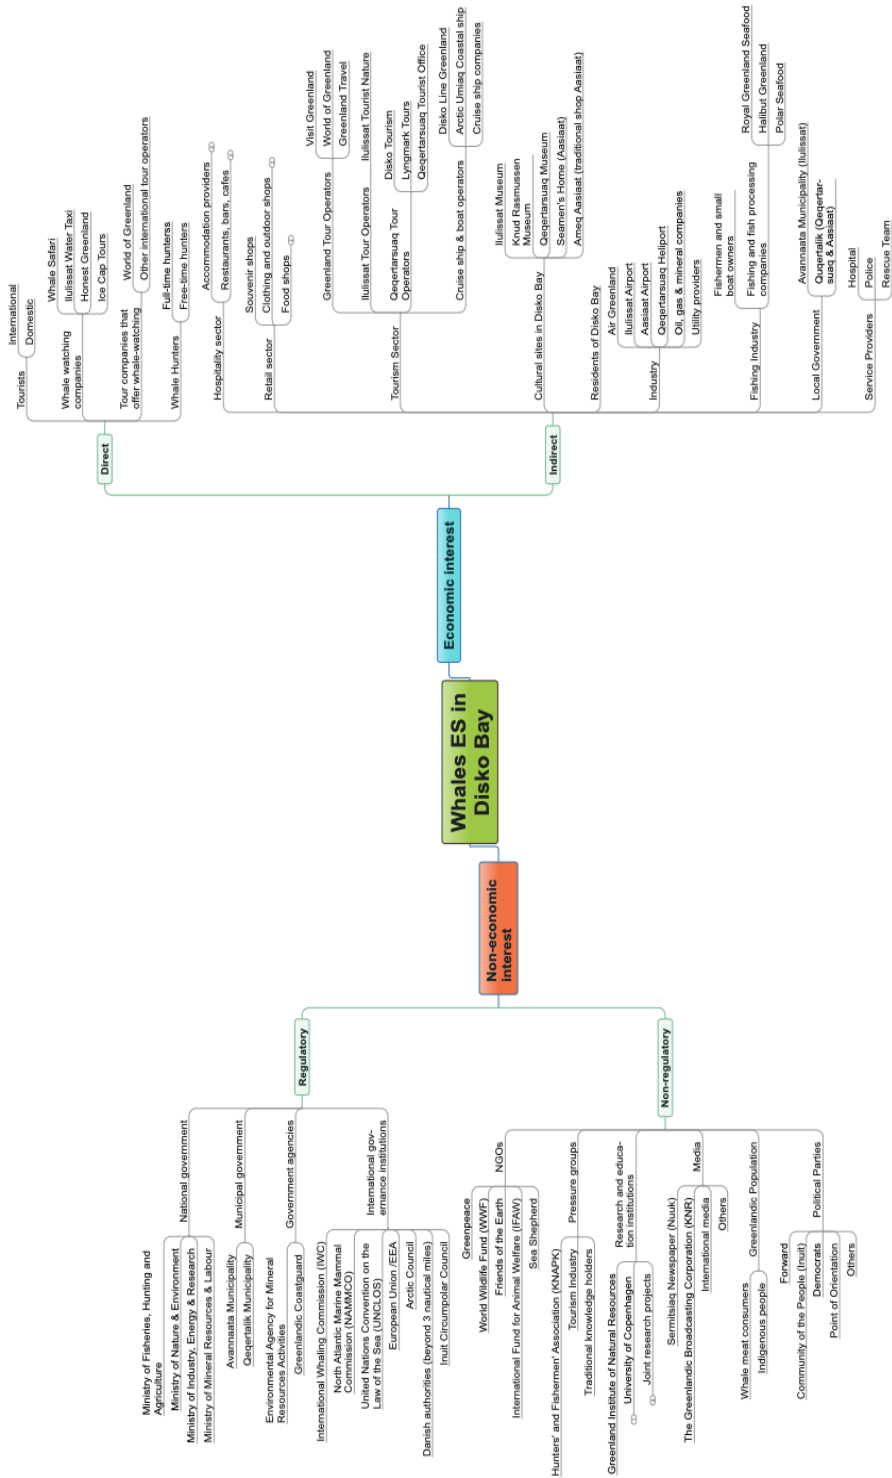 Whales ES in
Disko Bay
Economic interest
Direct
Tourists
International
Domestic
Whale watching
companies
Whale Safari
Ilulissat Water Taxi
Honest Greenland
Ice Cap Tours
Tour companies that
offer whale-watching
World of Greenland
Other international tour operators
Whale Hunters
Full-time hunterss
Free-time hunters
Indirect
Hospitality sector
Accommodation providers
Restaurants, bars, cafes
Retail sector
Souvenir shops
Clothing and outdoor shops
Food shops
Tourism Sector
Greenland Tour Operators
Visit Greenland
World of Greenland
Greenland Travel
Ilulissat Tour Operators
Ilulissat Tourist Nature
Qeqertarsuaq Tour
Operators
Disko Tourism
Lyngmark Tours
Qeqertarsuaq Tourist Office
Cruise ship & boat operators
Disko Line Greenland
Arctic Umiaq Coastal ship
Cruise ship companies
Cultural sites in Disko Bay
Ilulissat Museum
Knud Rasmussen
Museum
Qeqertarsuaq Museum
Seamen's Home (Aasiaat)
Ameq Aasiaat (traditional shop Aasiaat)
Residents of Disko Bay
Industry
Air Greenland
Ilulissat Airport
Aasiaat Airport
Qeqertarsuaq Heliport
Oil, gas & mineral companies
Utility providers
Fishing Industry
Fishermen and small
boat owners
Fishing and fish processing
companies
Royal Greenland Seafood
Halibut Greenland
Polar Seafood
Local Government
Avannaata Municipality (Ilulissat)
Quqertalik (Qeqertar-
suaq & Aasiaat)
Service Providers
Hospital
Police
Rescue Team
Non-economic
interest
Regulatory
National government
Ministry of Fisheries, Hunting and
Agriculture
Ministry of Nature & Environment
Ministry of Industry, Energy & Research
Ministry of Mineral Resources & Labour
Municipal government
Avannaata Municipality
Qeqertalik Municipality
Government agencies
Environmental Agency for Mineral
Resources Activities
Greenlandic Coastguard
International gov-
ernance institutions
International Whaling Commission (IWC)
North Atlantic Marine Mammal
Commission (NAMMCO)
United Nations Convention on the
Law of the Sea (UNCLOS)
European Union /EEA
Arctic Council
Danish authorities (beyond 3 nautical miles)
Inuit Circumpolar Council
Non-regulatory
NGOs
Greenpeace
World Wildlife Fund (WWF)
Friends of the Earth
International Fund for Animal Welfare (IFAW)
Sea Shepherd
Pressure groups
Hunters' and Fishermen' Association (KNAPK)
Tourism Industry
Traditional knowledge holders
Research and educa-
tion institutions
Greenland Institute of Natural Resources
University of Copenhagen
Joint research projects
Media
Sermitsiaq Newspaper (Nuuk)
The Greenlandic Broadcasting Corporation (KNR)
International media
Others
Greenlandic Population
Whale meat consumers
Indigenous people
Political Parties
Forward
Community of the People (Inuit)
Democrats
Point of Orientation
Others